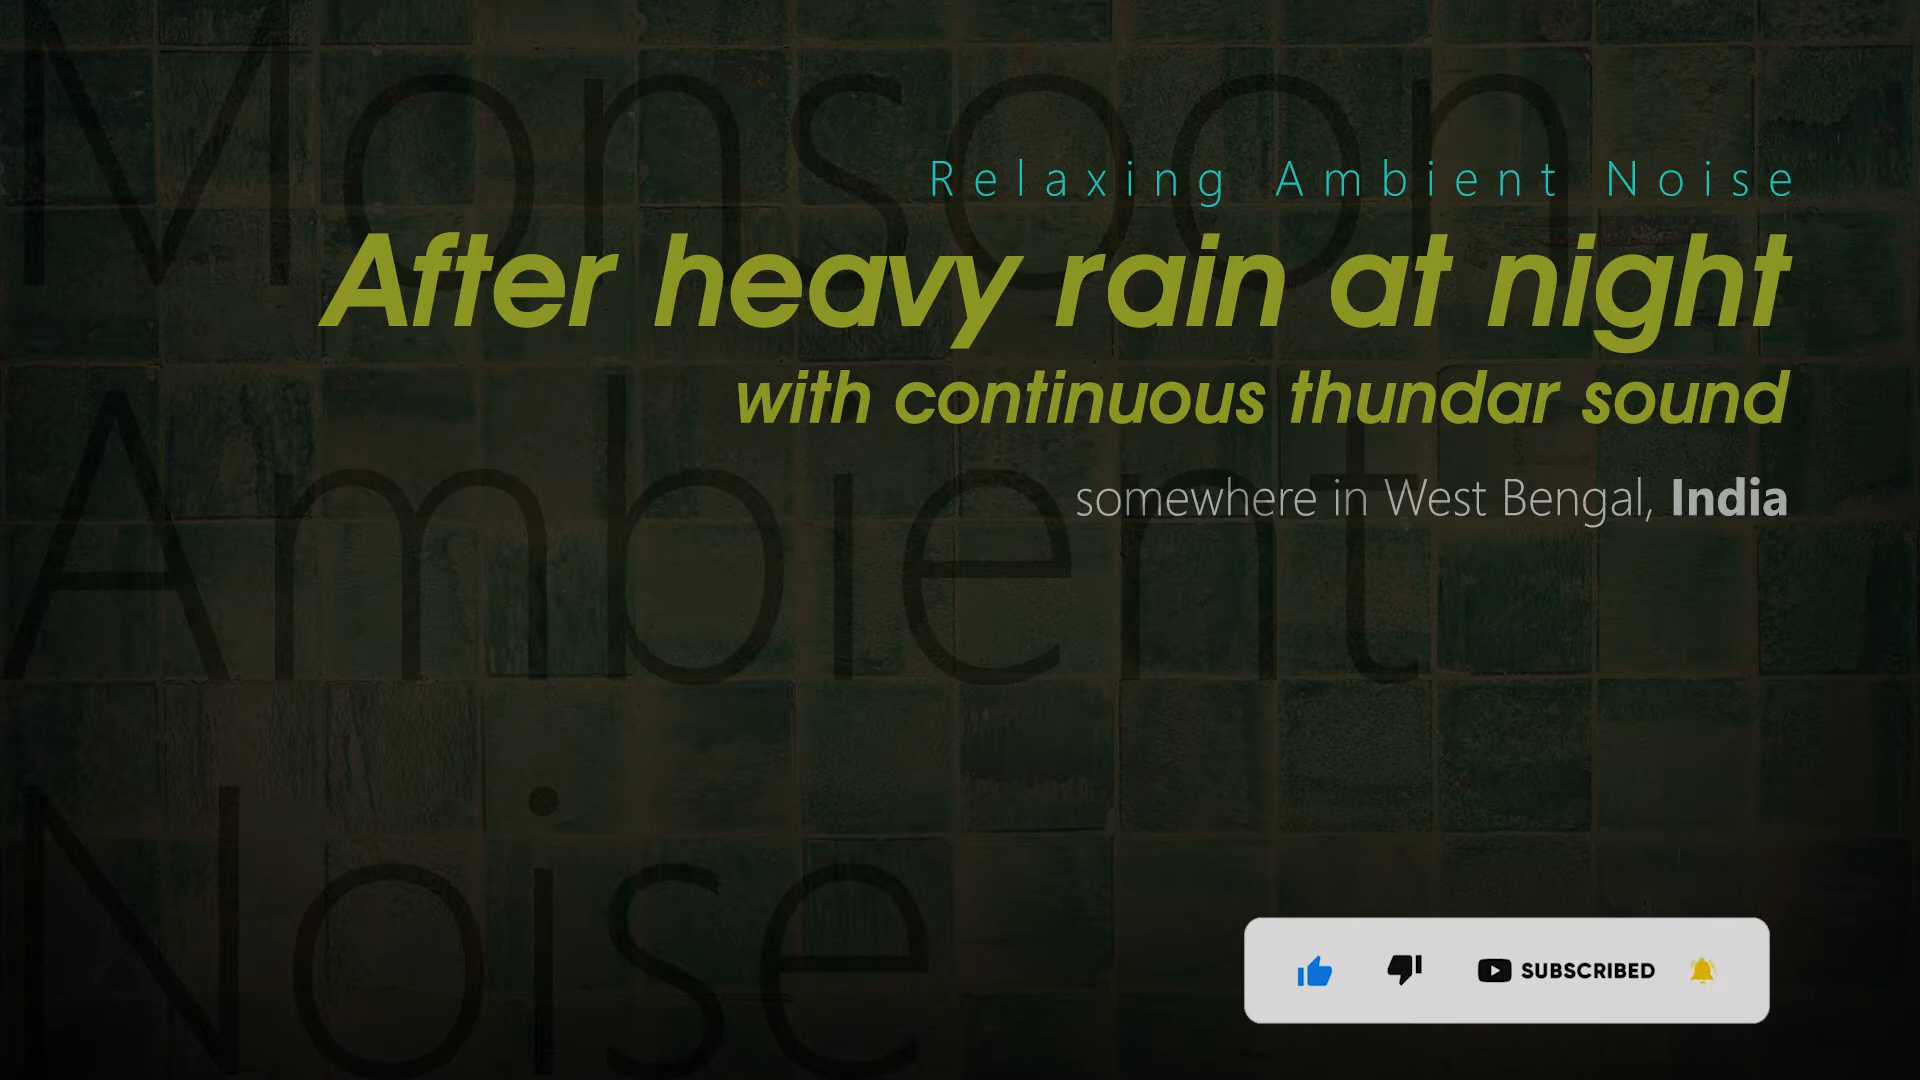 Monsoon
Ambient
Noise
Relaxing Ambient Noise
After heavy rain at night
with continuous thundar sound
somewhere in West Bengal, India
SUBSCRIBED